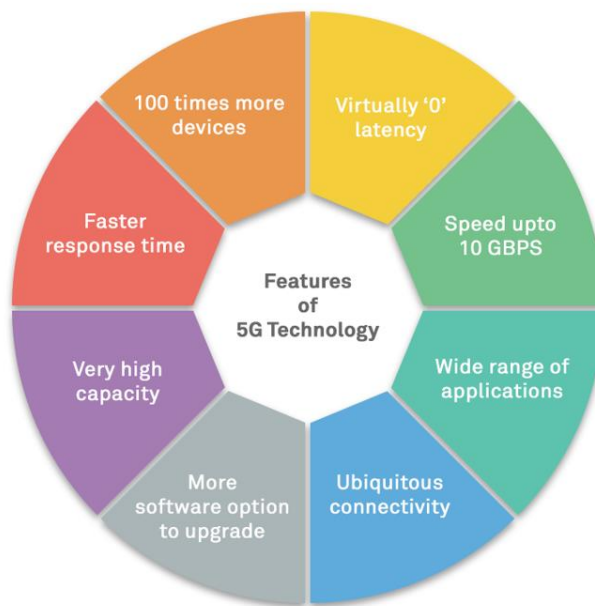 Features
of
5G Technology
Virtually ‘0’
latency
Speed upto
10 GBPS
Wide range of
applications
Ubiquitous
connectivity
More
software option
to upgrade
Very high
capacity
Faster
response time
100 times more
devices